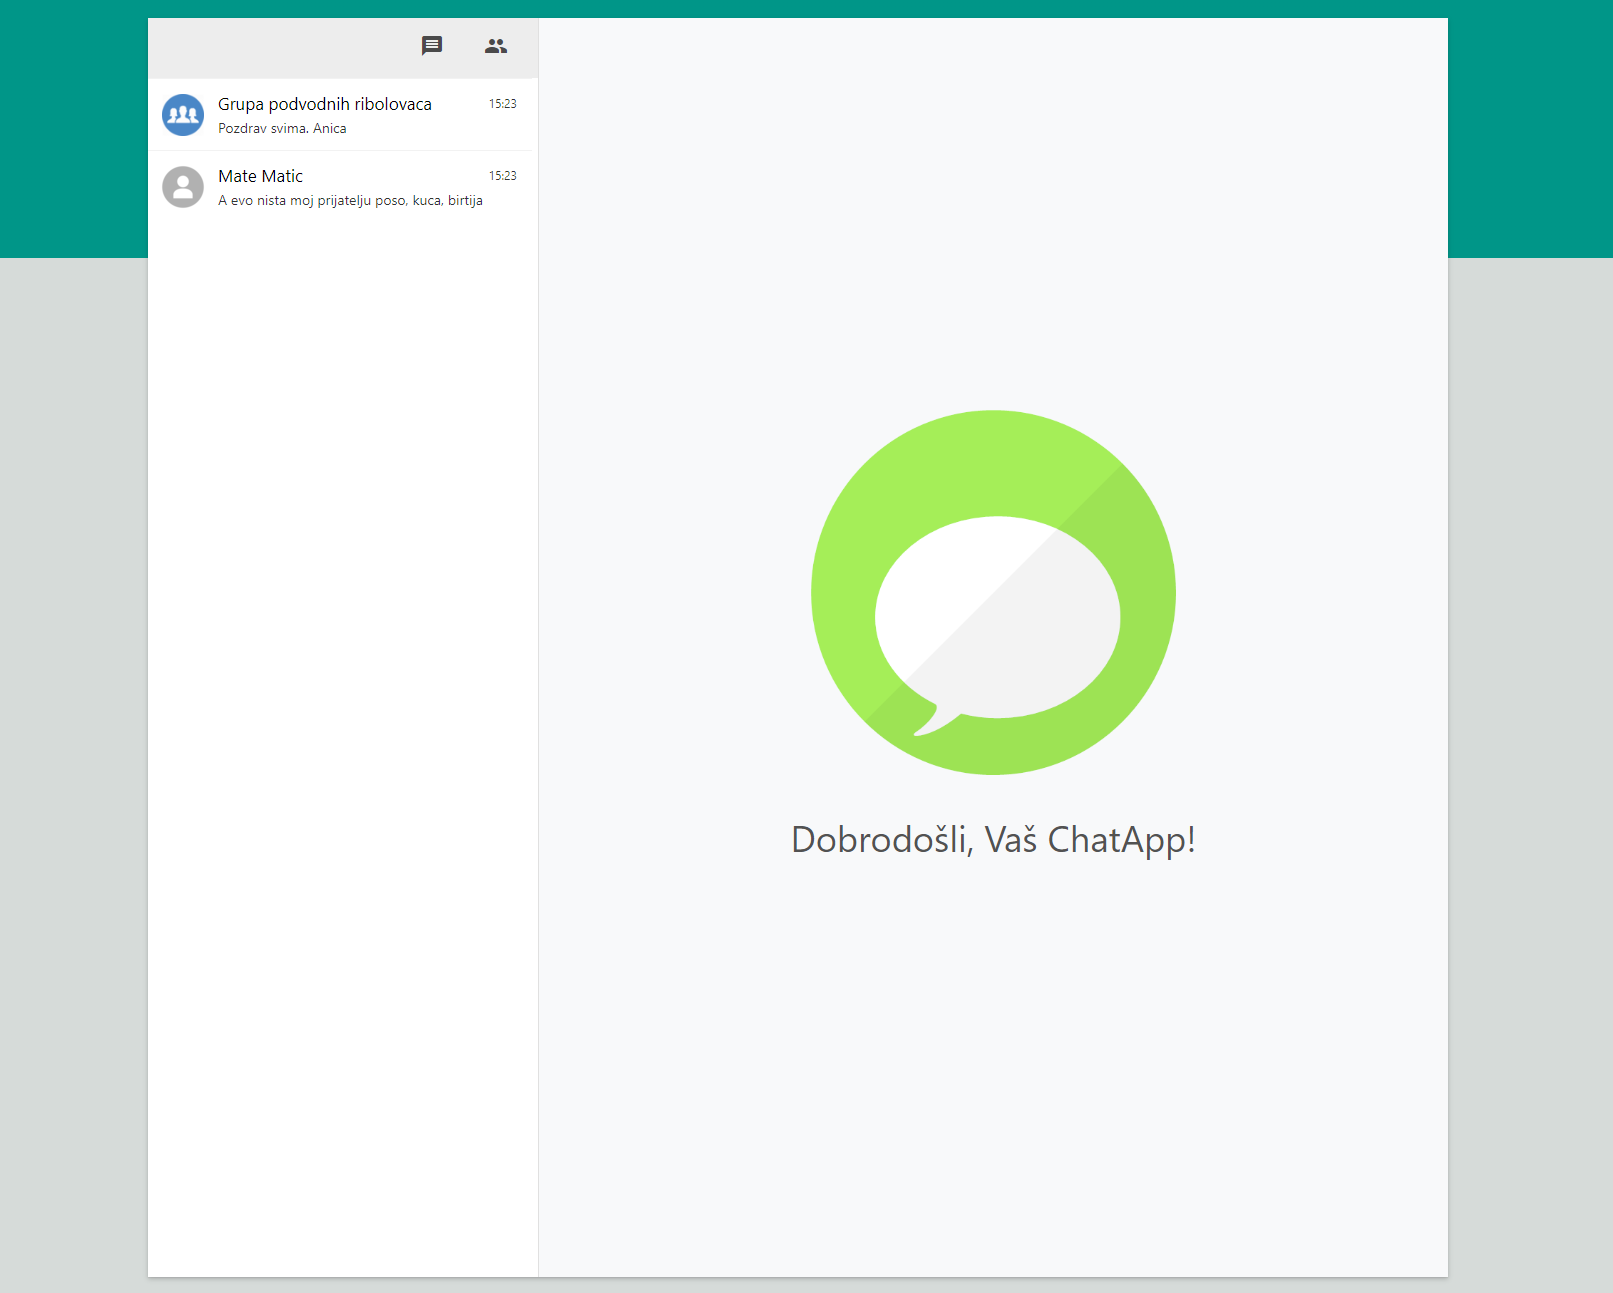 Grupa podvodnih ribolovaca 15:23
Pozdrav svima. Anica
Mate Matic 15:23
A evo nista moj prijatelju poso, kuca, birtija
Dobrodošli, Vaš ChatApp!